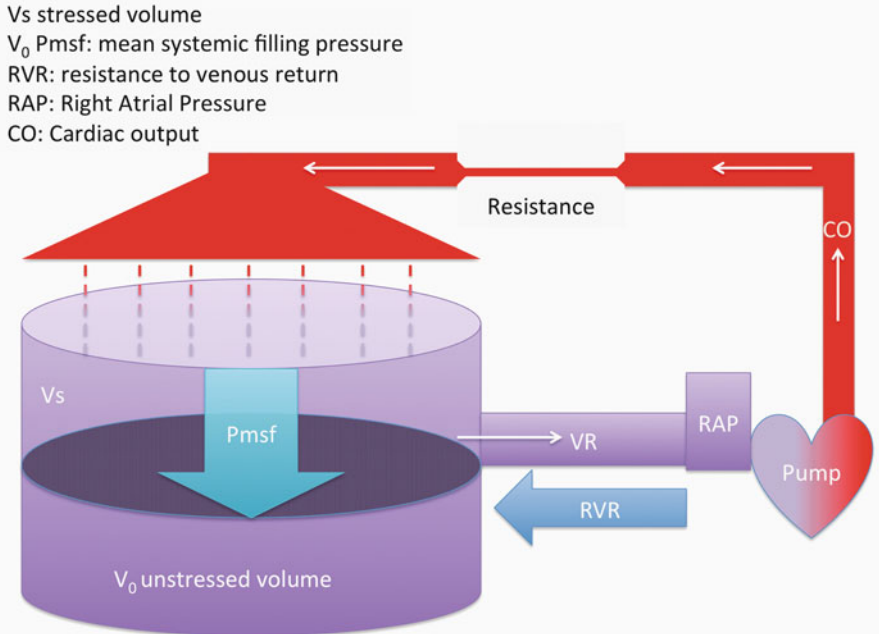 Vs stressed volume
V₀ Pmsf: mean systemic filling pressure
RVR: resistance to venous return
RAP: Right Atrial Pressure
CO: Cardiac output
Resistance
CO
Vs
Pmsf
VR
RAP
Pump
RVR
V₀ unstressed volume